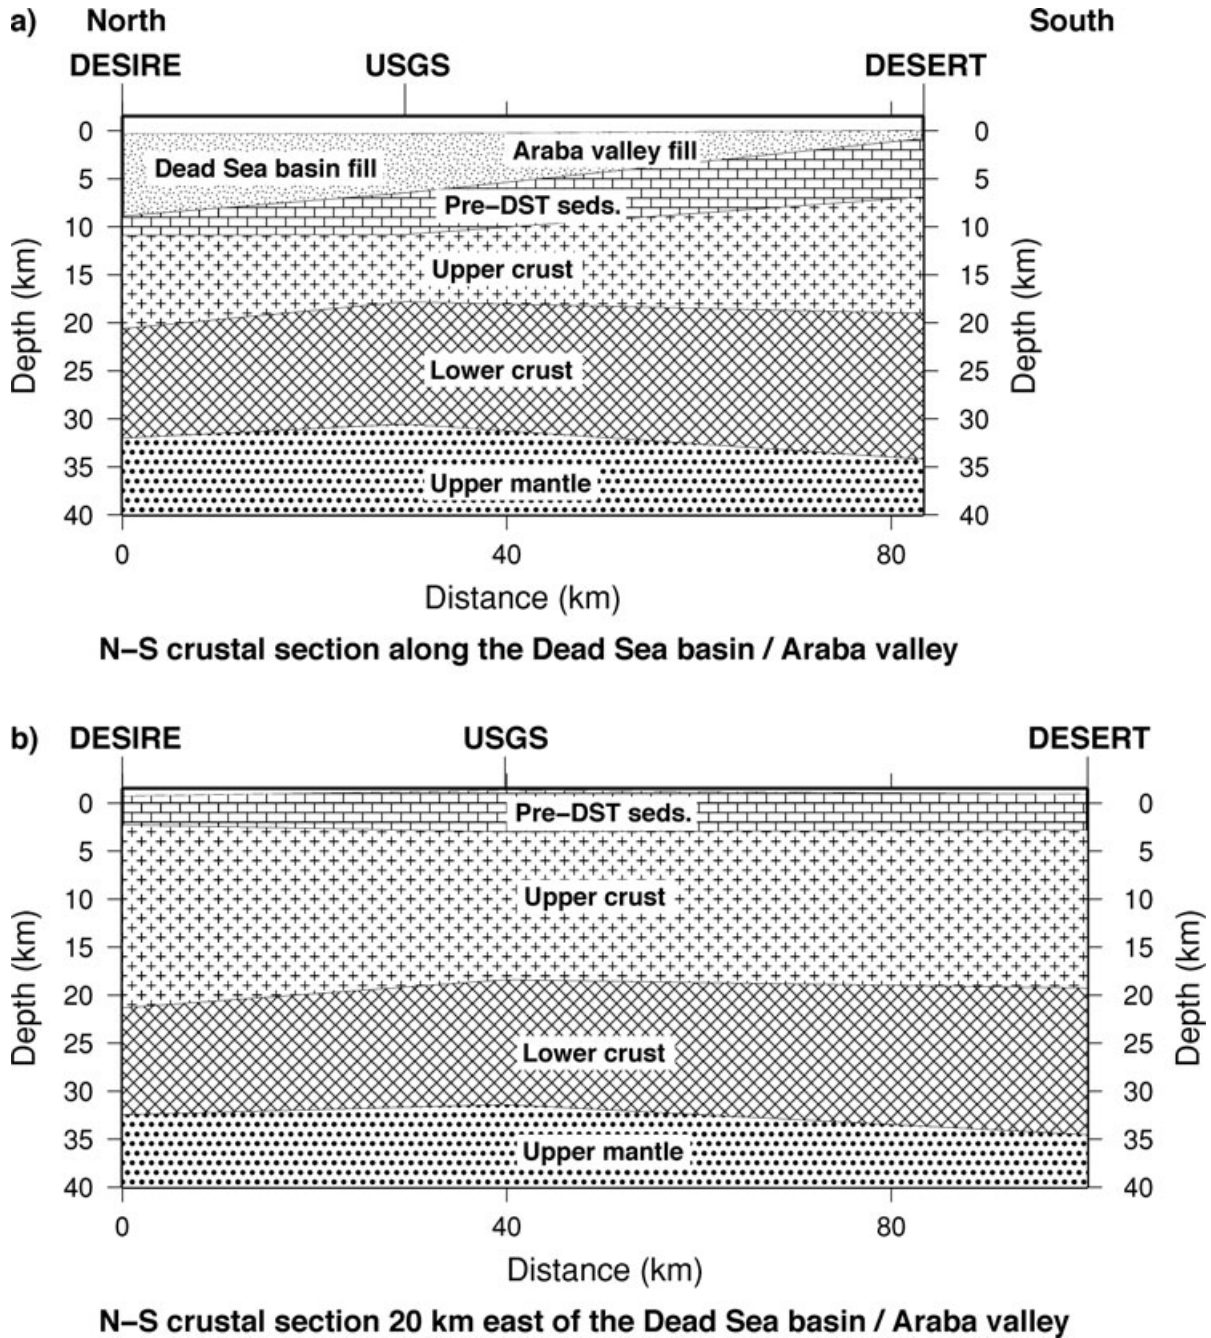 a) North South
DESIRE USGS DESERT
0 0
Dead Sea basin fill Araba valley fill
5 5
Pre–DST seds.
10 10
Upper crust
15 15
20 20
Lower crust
25 25
30 30
35 35
Upper mantle
40 40
Depth (km) Depth (km)
0 40 80
Distance (km)
N–S crustal section along the Dead Sea basin / Araba valley
b) DESIRE USGS DESERT
0 0
Pre–DST seds.
5 5
10 10
Upper crust
15 15
20 20
25 25
Lower crust
30 30
35 35
Upper mantle
40 40
Depth (km) Depth (km)
0 40 80
Distance (km)
N–S crustal section 20 km east of the Dead Sea basin / Araba valley